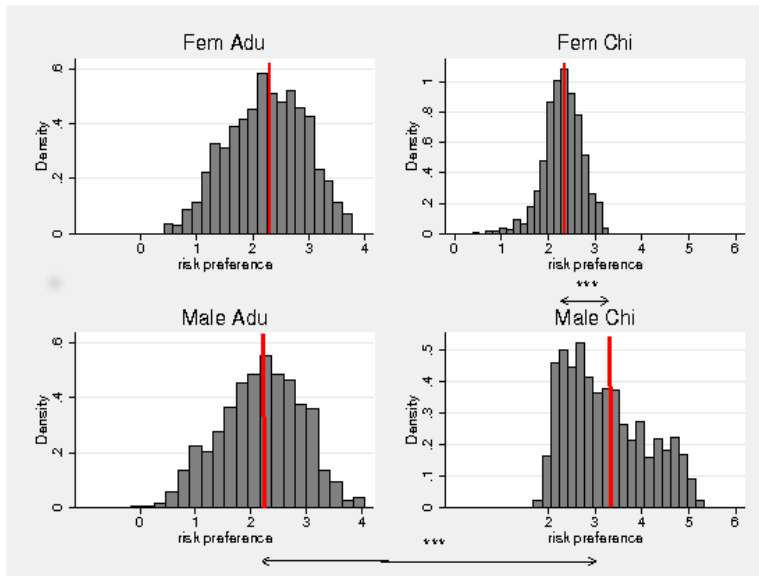 Fem Adu
Density
0 .2 .4 .6
0 1 2 3 4
risk preference
Fem Chi
Density
0 .2 .4 .6 .8 1
0 1 2 3 4 5 6
risk preference
***
Male Adu
Density
0 .2 .4 .6
0 1 2 3 4
risk preference
Male Chi
Density
0 .1 .2 .3 .4 .5
2 3 4 5 6
risk preference
***